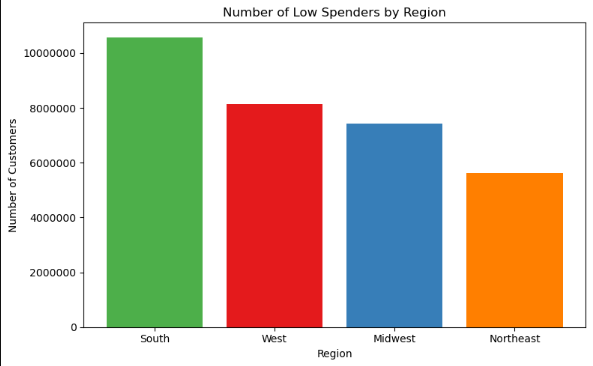 Number of Low Spenders by Region
Number of Customers
10000000
8000000
6000000
4000000
2000000
0
South West Midwest Northeast
Region